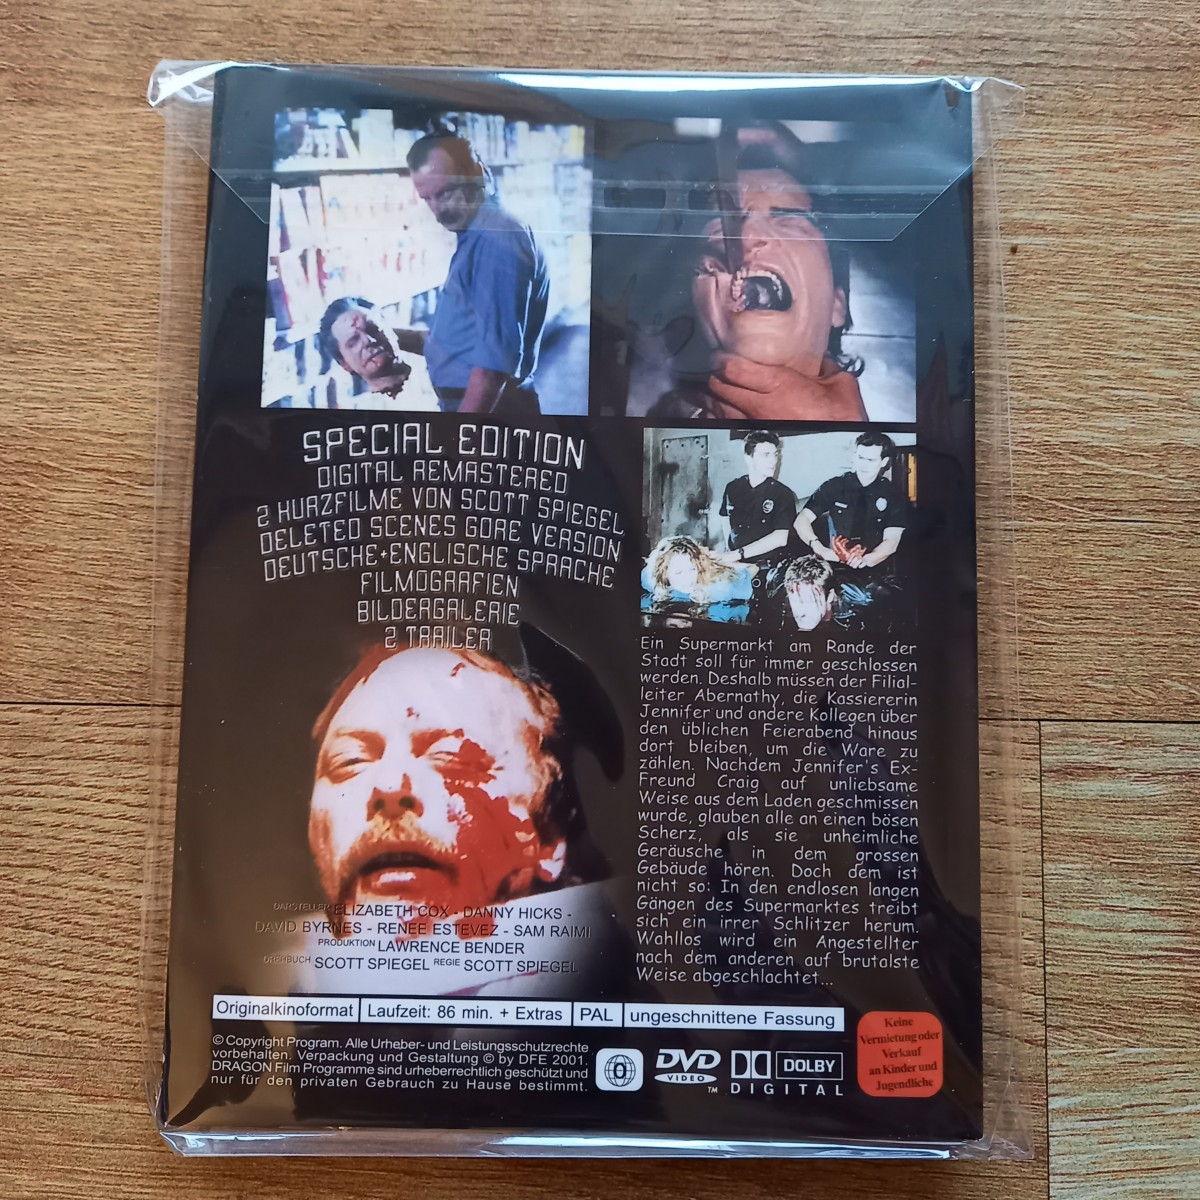 SPECIAL EDITION
DIGITAL REMASTERED
2 KURZFILME VON SCOTT SPIEGEL
DELETED SCENES GORE VERSION
DEUTSCHE+ENGLISCHE SPRACHE
FILMOGRAFIEN
BILDERGALERIE
2 TRAILER
Ein Supermarkt am Rande der
Stadt soll für immer geschlossen
werden. Deshalb müssen der Filial-
leiter Abernathy, die Kassiererin
Jennifer und andere Kollegen über
den üblichen Feierabend hinaus
dort bleiben, um die Ware zu
zählen. Nachdem Jennifer's Ex-
Freund Craig auf unliebsame
Weise aus dem Laden geschmissen
wurde, glauben alle an einen bösen
Scherz, als sie unheimliche
Geräusche in dem grossen
Gebäude hören. Doch dem ist
nicht so: In den endlosen langen
Gängen des Supermarktes treibt
sich ein irrer Schlitzer herum.
Wahllos wird ein Angestellter
nach dem anderen auf brutalste
Weise abgeschlachtet...
DARSTELLER ELIZABETH COX - DANNY HICKS -
DAVID BYRNES - RENEE ESTEVEZ - SAM RAIMI
PRODUKTION LAWRENCE BENDER
DREHBUCH SCOTT SPIEGEL REGIE SCOTT SPIEGEL
Originalkinoformat Laufzeit: 86 min. + Extras PAL ungeschnittene Fassung
© Copyright Program. Alle Urheber- und Leistungsschutzrechte
vorbehalten. Verpackung und Gestaltung © by DFE 2001.
DRAGON Film Programme sind urheberrechtlich geschützt und
nur für den privaten Gebrauch zu Hause bestimmt.
0
DVD
VIDEO
TM
DOLBY
DIGITAL
Keine
Vermietung oder
Verkauf
an Kinder und
Jugendliche